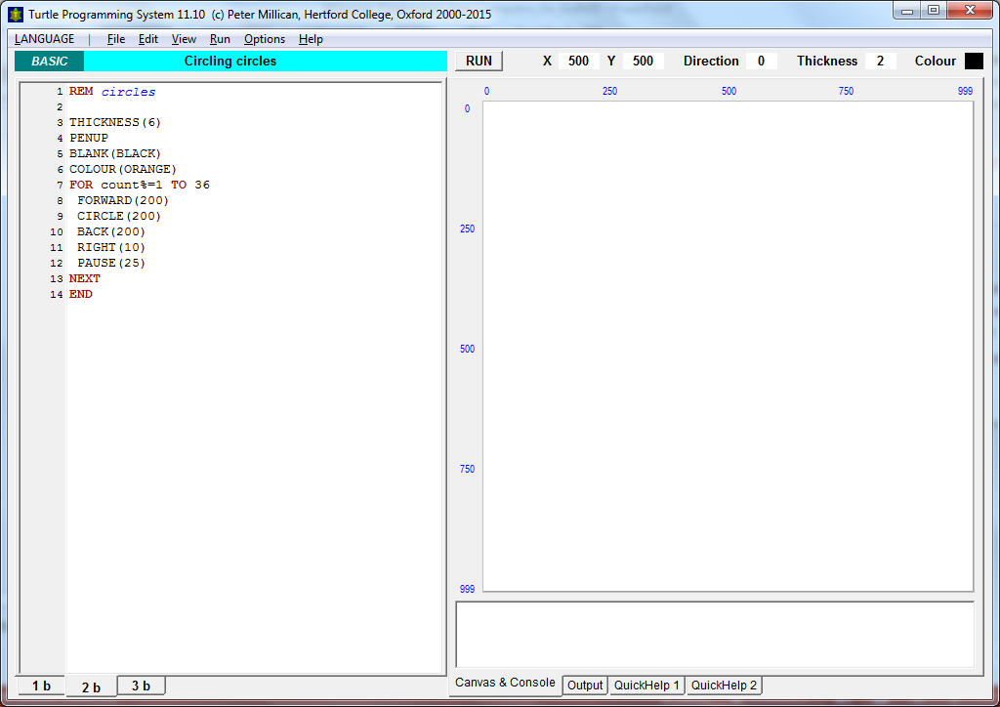 Turtle Programming System 11.10 (c) Peter Millican, Hertford College, Oxford 2000-2015
LANGUAGE | File Edit View Run Options Help
BASIC Circling circles RUN X 500 Y 500 Direction 0 Thickness 2 Colour
0 250 500 750 999
0
250
500
750
999
1 REM circles
2
3 THICKNESS(6)
4 PENUP
5 BLANK(BLACK)
6 COLOUR(ORANGE)
7 FOR count%=1 TO 36
8 FORWARD(200)
9 CIRCLE(200)
10 BACK(200)
11 RIGHT(10)
12 PAUSE(25)
13 NEXT
14 END
1 b 2 b 3 b
Canvas & Console Output QuickHelp 1 QuickHelp 2